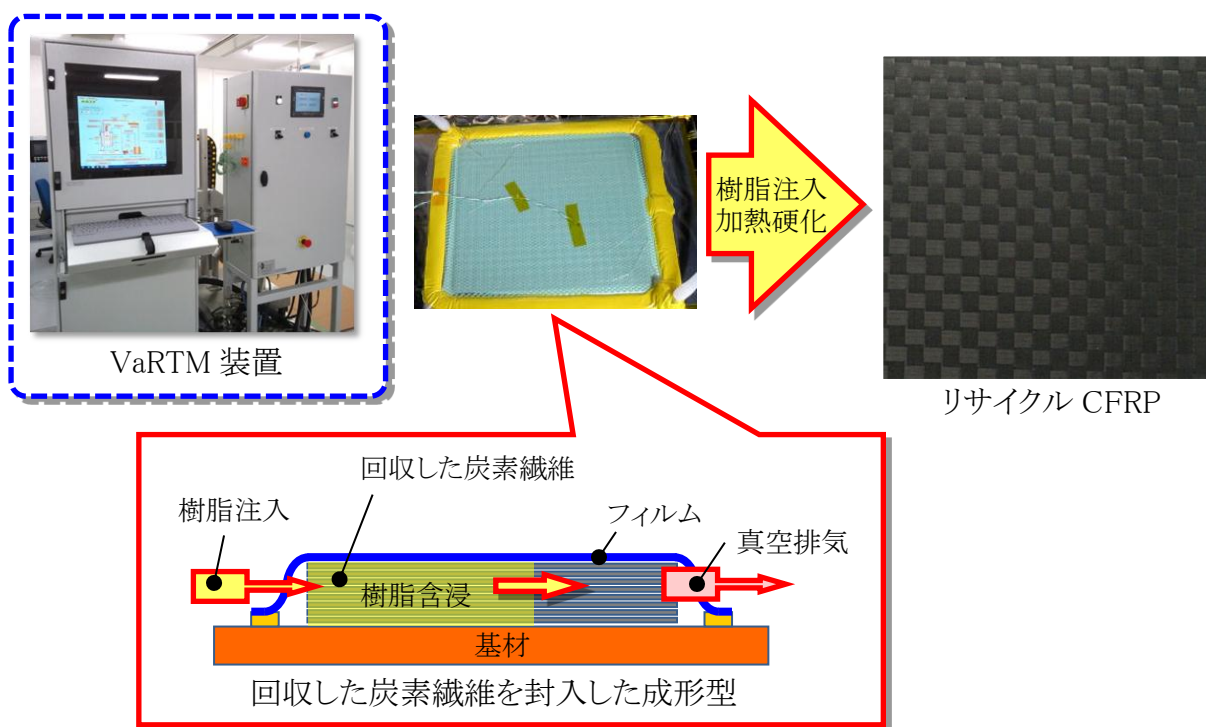 樹脂注入
加熱硬化
VaRTM 装置
リサイクル CFRP
回収した炭素繊維
樹脂注入
フィルム
真空排気
樹脂含浸
基材
回収した炭素繊維を封入した成形型